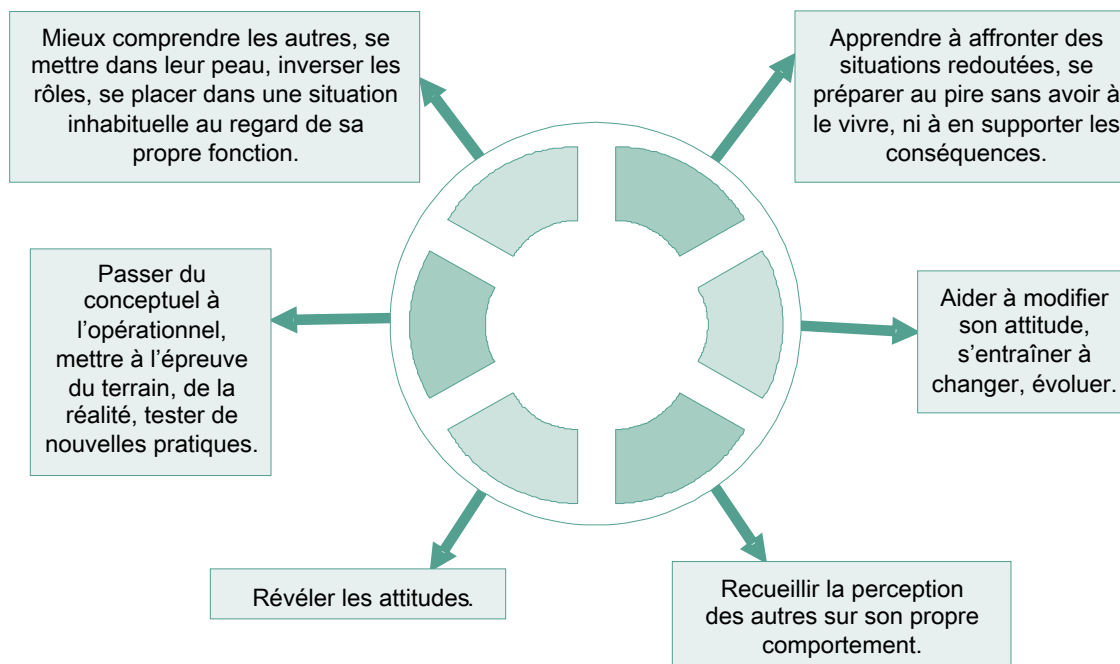 Mieux comprendre les autres, se
mettre dans leur peau, inverser les
rôles, se placer dans une situation
inhabituelle au regard de sa
propre fonction.
Apprendre à affronter des
situations redoutées, se
préparer au pire sans avoir à
le vivre, ni à en supporter les
conséquences.
Passer du
conceptuel à
l’opérationnel,
mettre à l’épreuve
du terrain, de la
réalité, tester de
nouvelles pratiques.
Aider à modifier
son attitude,
s’entraîner à
changer, évoluer.
Révéler les attitudes.
Recueillir la perception
des autres sur son propre
comportement.